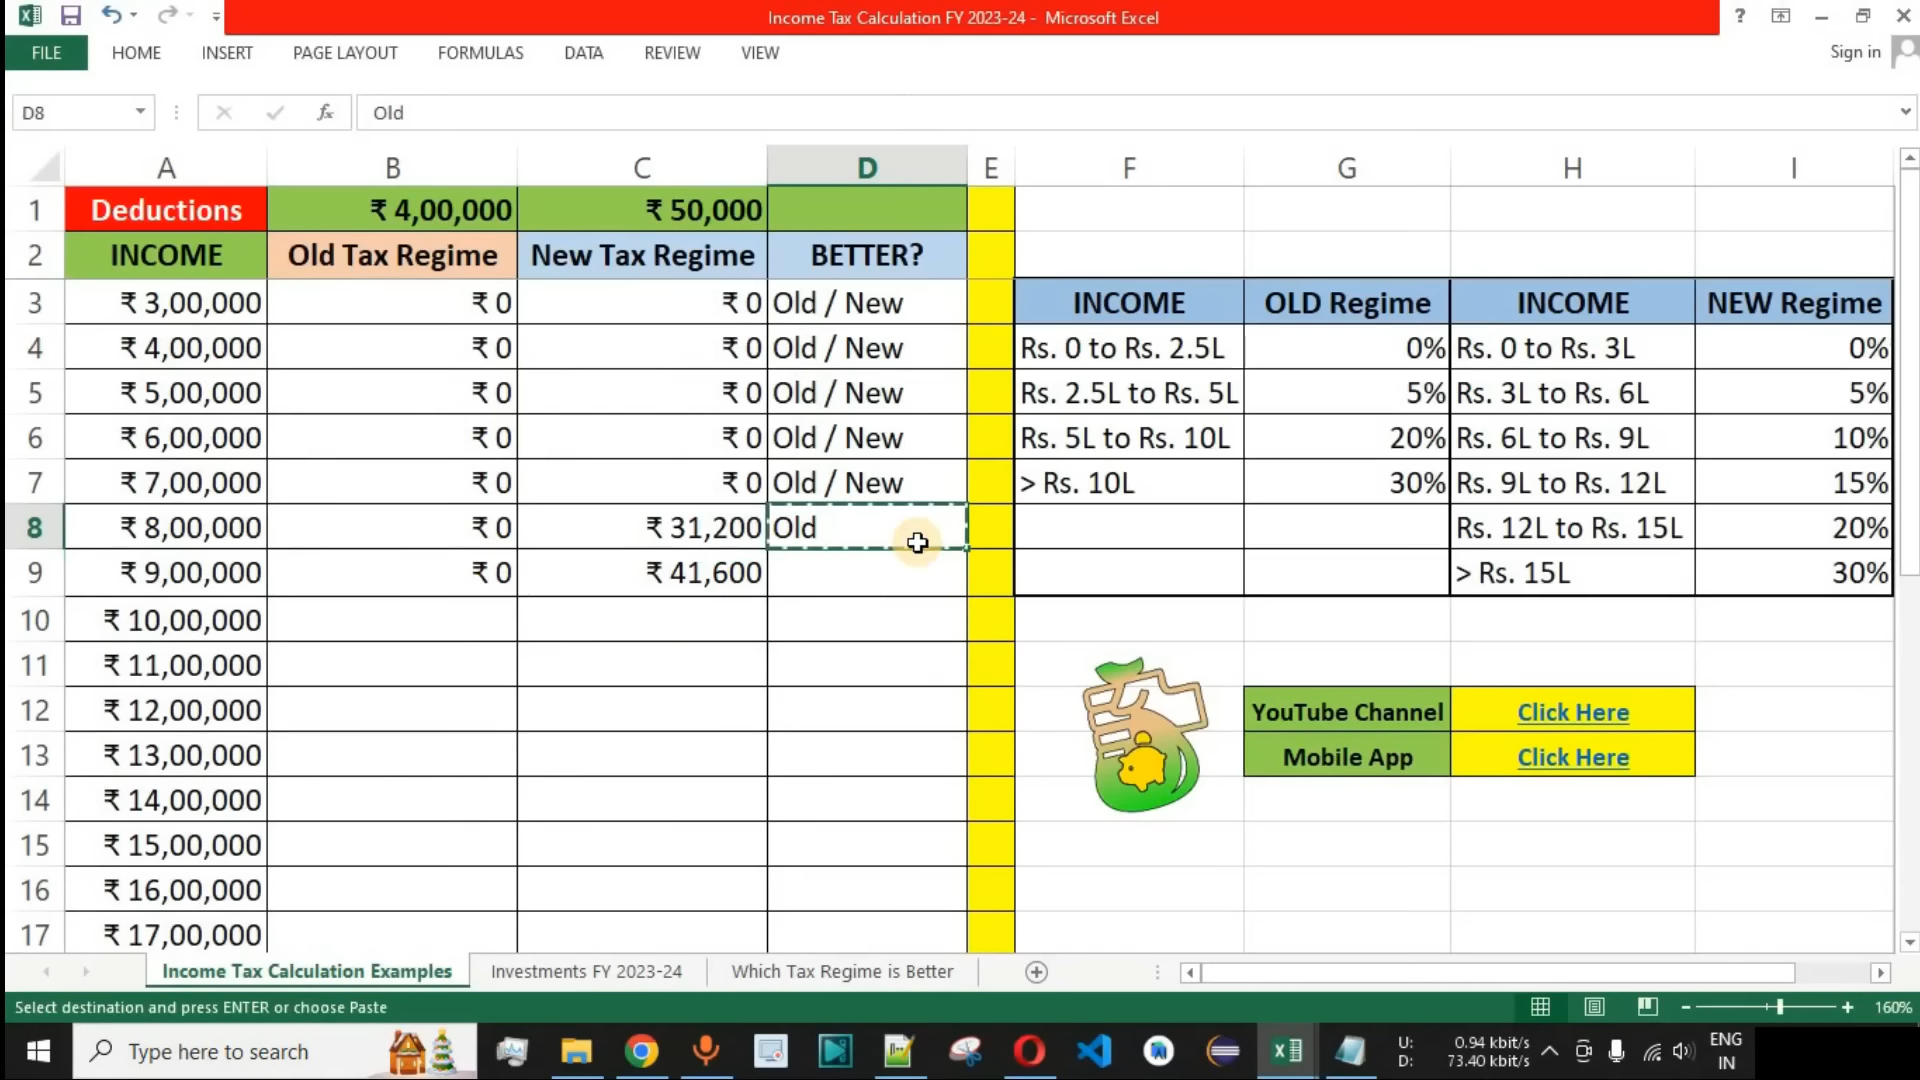 Income Tax Calculation FY 2023-24 - Microsoft Excel
?
FILE HOME INSERT PAGE LAYOUT FORMULAS DATA REVIEW VIEW Sign in
D8 fx Old
A B C D E F G H I
1 Deductions ₹ 4,00,000 ₹ 50,000
2 INCOME Old Tax Regime New Tax Regime BETTER?
3 ₹ 3,00,000 ₹ 0 ₹ 0 Old / New INCOME OLD Regime INCOME NEW Regime
4 ₹ 4,00,000 ₹ 0 ₹ 0 Old / New Rs. 0 to Rs. 2.5L 0% Rs. 0 to Rs. 3L 0%
5 ₹ 5,00,000 ₹ 0 ₹ 0 Old / New Rs. 2.5L to Rs. 5L 5% Rs. 3L to Rs. 6L 5%
6 ₹ 6,00,000 ₹ 0 ₹ 0 Old / New Rs. 5L to Rs. 10L 20% Rs. 6L to Rs. 9L 10%
7 ₹ 7,00,000 ₹ 0 ₹ 0 Old / New > Rs. 10L 30% Rs. 9L to Rs. 12L 15%
8 ₹ 8,00,000 ₹ 0 ₹ 31,200 Old Rs. 12L to Rs. 15L 20%
9 ₹ 9,00,000 ₹ 0 ₹ 41,600 > Rs. 15L 30%
10 ₹ 10,00,000
11 ₹ 11,00,000
12 ₹ 12,00,000 YouTube Channel Click Here
13 ₹ 13,00,000 Mobile App Click Here
14 ₹ 14,00,000
15 ₹ 15,00,000
16 ₹ 16,00,000
17 ₹ 17,00,000
Income Tax Calculation Examples Investments FY 2023-24 Which Tax Regime is Better
Select destination and press ENTER or choose Paste 160%
Type here to search
U: 0.94 kbit/s
D: 73.40 kbit/s
ENG
IN